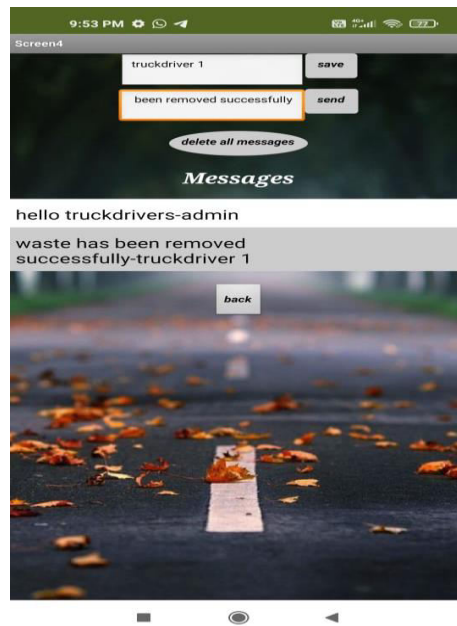 9:53 PM
Screen4
truckdriver 1
save
been removed successfully
send
delete all messages
Messages
hello truckdrivers-admin
waste has been removed
successfully-truckdriver 1
back